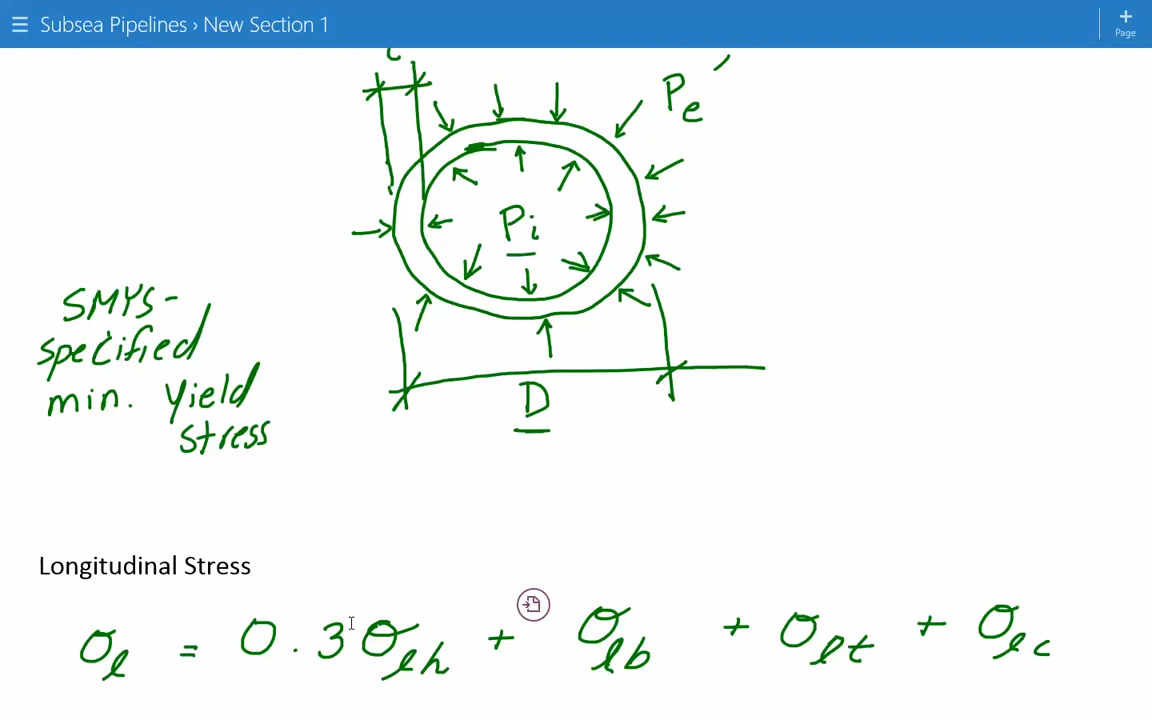 Subsea Pipelines › New Section 1
Page
Pe
Pi
SMYS-
specified
min. Yield
stress
D
Longitudinal Stress
σl = 0.3σlh + σlb + σlt + σlc